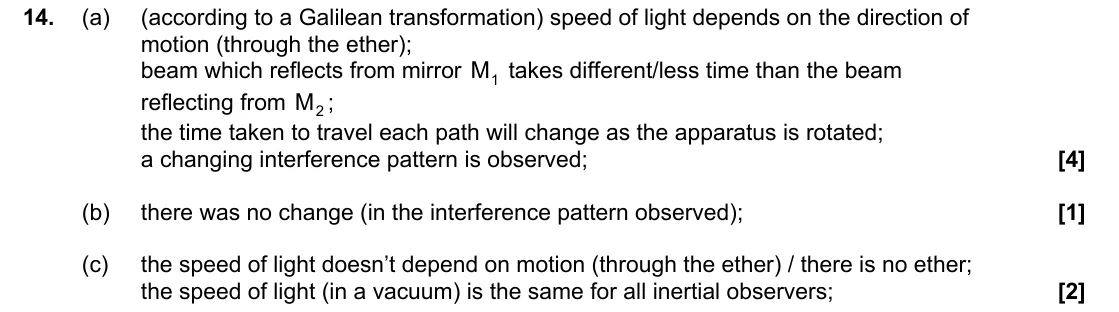 14. (a) (according to a Galilean transformation) speed of light depends on the direction of
motion (through the ether);
beam which reflects from mirror M₁ takes different/less time than the beam
reflecting from M₂;
the time taken to travel each path will change as the apparatus is rotated;
a changing interference pattern is observed; [4]
(b) there was no change (in the interference pattern observed); [1]
(c) the speed of light doesn’t depend on motion (through the ether) / there is no ether;
the speed of light (in a vacuum) is the same for all inertial observers; [2]